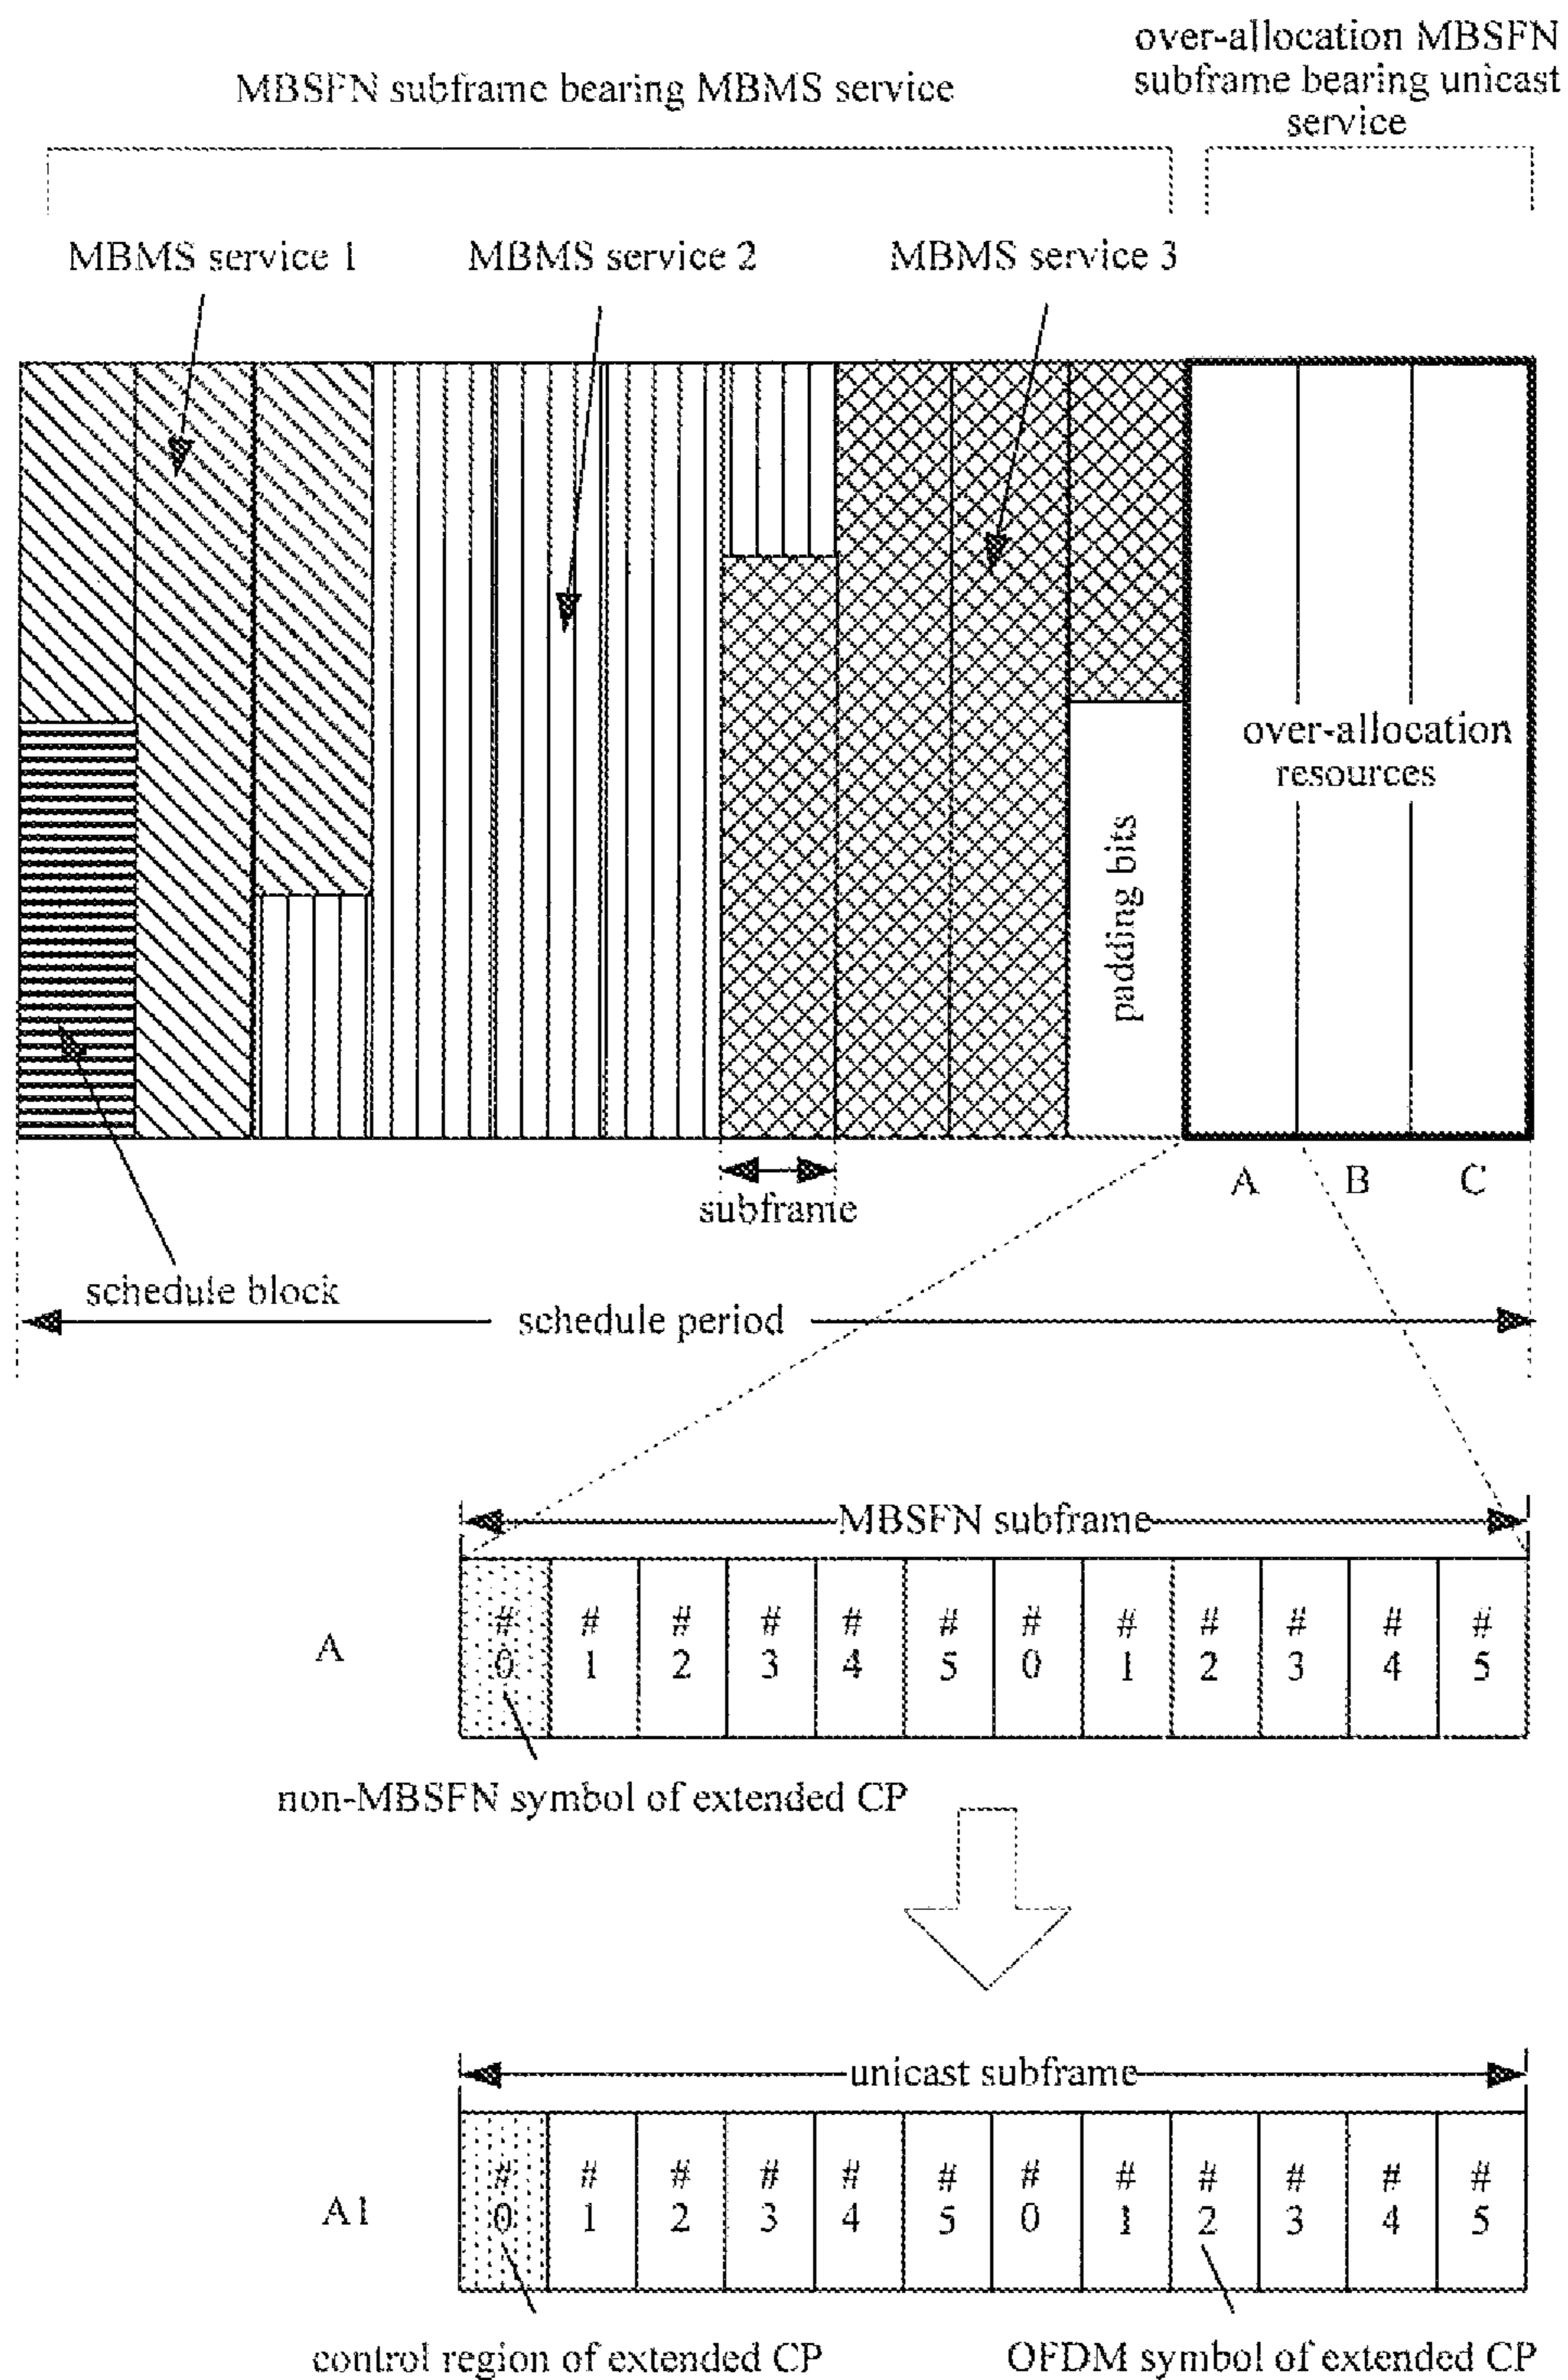 over-allocation MBSFN
subframe bearing unicast
service
MBSFN subframe bearing MBMS service
MBMS service 1
MBMS service 2
MBMS service 3
over-allocation
resources
padding bits
A
B
C
subframe
schedule block
schedule period
MBSFN subframe
A
# # # # # # # # # # # #
0 1 2 3 4 5 0 1 2 3 4 5
non-MBSFN symbol of extended CP
unicast subframe
A1
# # # # # # # # # # # #
0 1 2 3 4 5 0 1 2 3 4 5
control region of extended CP
OFDM symbol of extended CP